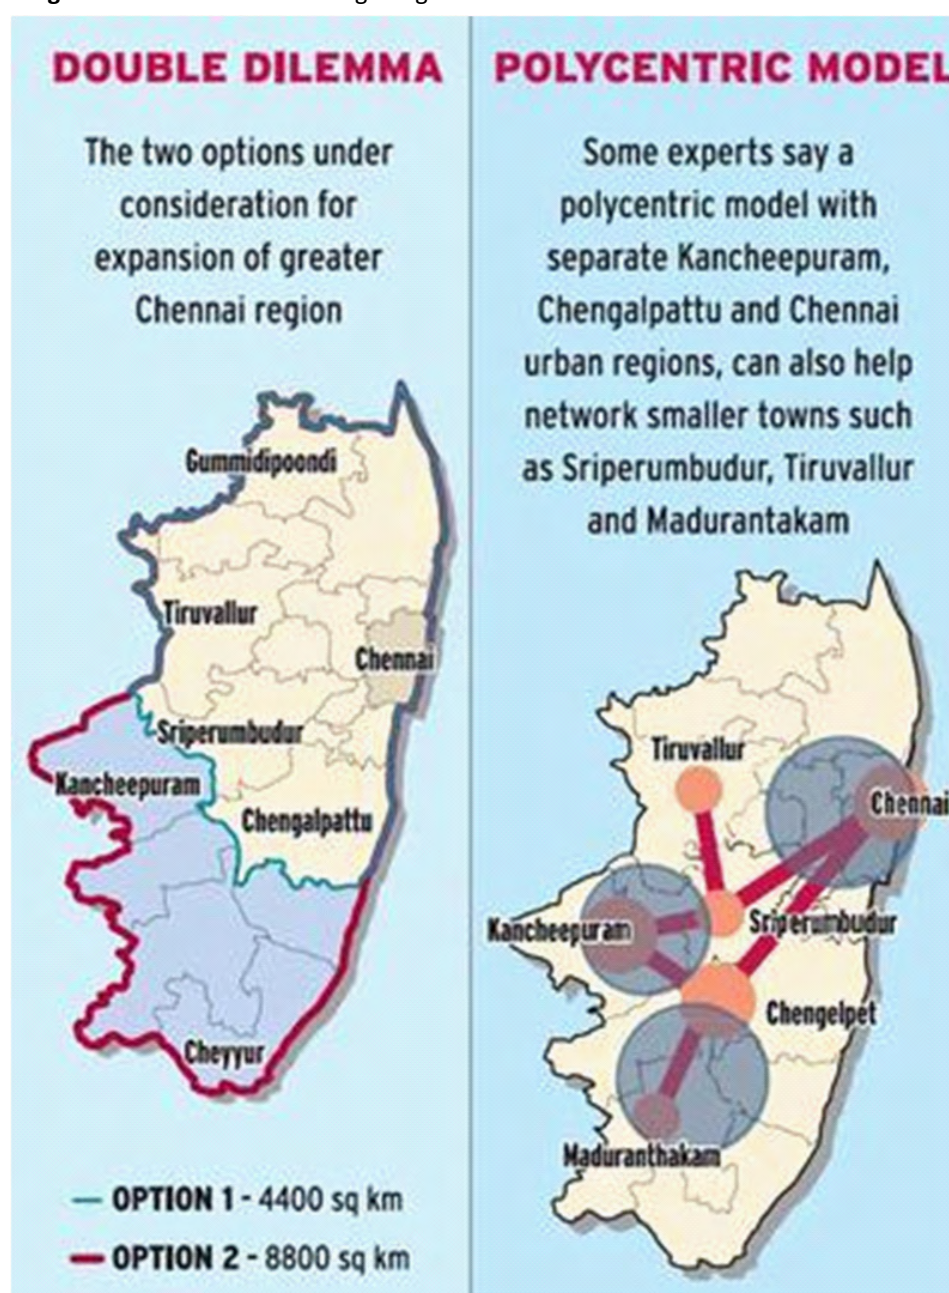 DOUBLE DILEMMA
The two options under
consideration for
expansion of greater
Chennai region
Gummidipoondi
Tiruvallur
Chennai
Sriperumbudur
Kancheepuram
Chengalpattu
Cheyyur
OPTION 1 - 4400 sq km
OPTION 2 - 8800 sq km
POLYCENTRIC MODEL
Some experts say a
polycentric model with
separate Kancheepuram,
Chengalpattu and Chennai
urban regions, can also help
network smaller towns such
as Sriperumbudur, Tiruvallur
and Madurantakam
Tiruvallur
Chennai
Kancheepuram
Sriperumbudur
Chengelpet
Maduranthakam